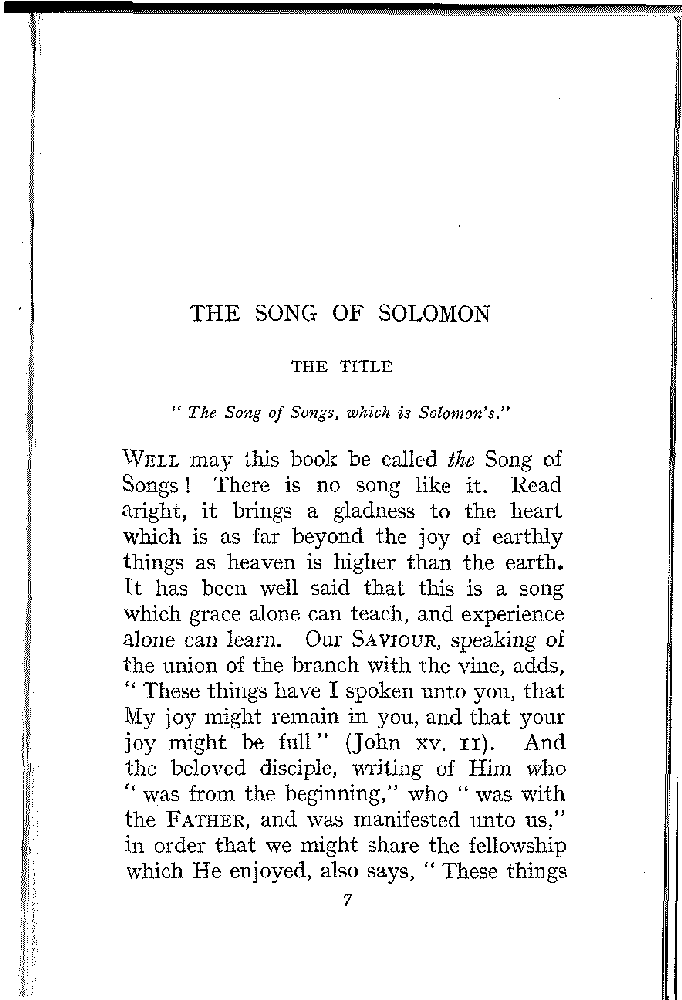 THE SONG OF SOLOMON
THE TITLE
" The Song of Songs, which is Solomon's."
WELL may this book be called the Song of
Songs! There is no song like it. Read
aright, it brings a gladness to the heart
which is as far beyond the joy of earthly
things as heaven is higher than the earth.
It has been well said that this is a song
which grace alone can teach, and experience
alone can learn. Our SAVIOUR, speaking of
the union of the branch with the vine, adds,
" These things have I spoken unto you, that
My joy might remain in you, and that your
joy might be full" (John xv. 11). And
the beloved disciple, writing of Him who
" was from the beginning," who " was with
the FATHER, and was manifested unto us,"
in order that we might share the fellowship
which He enjoyed, also says, " These things
7